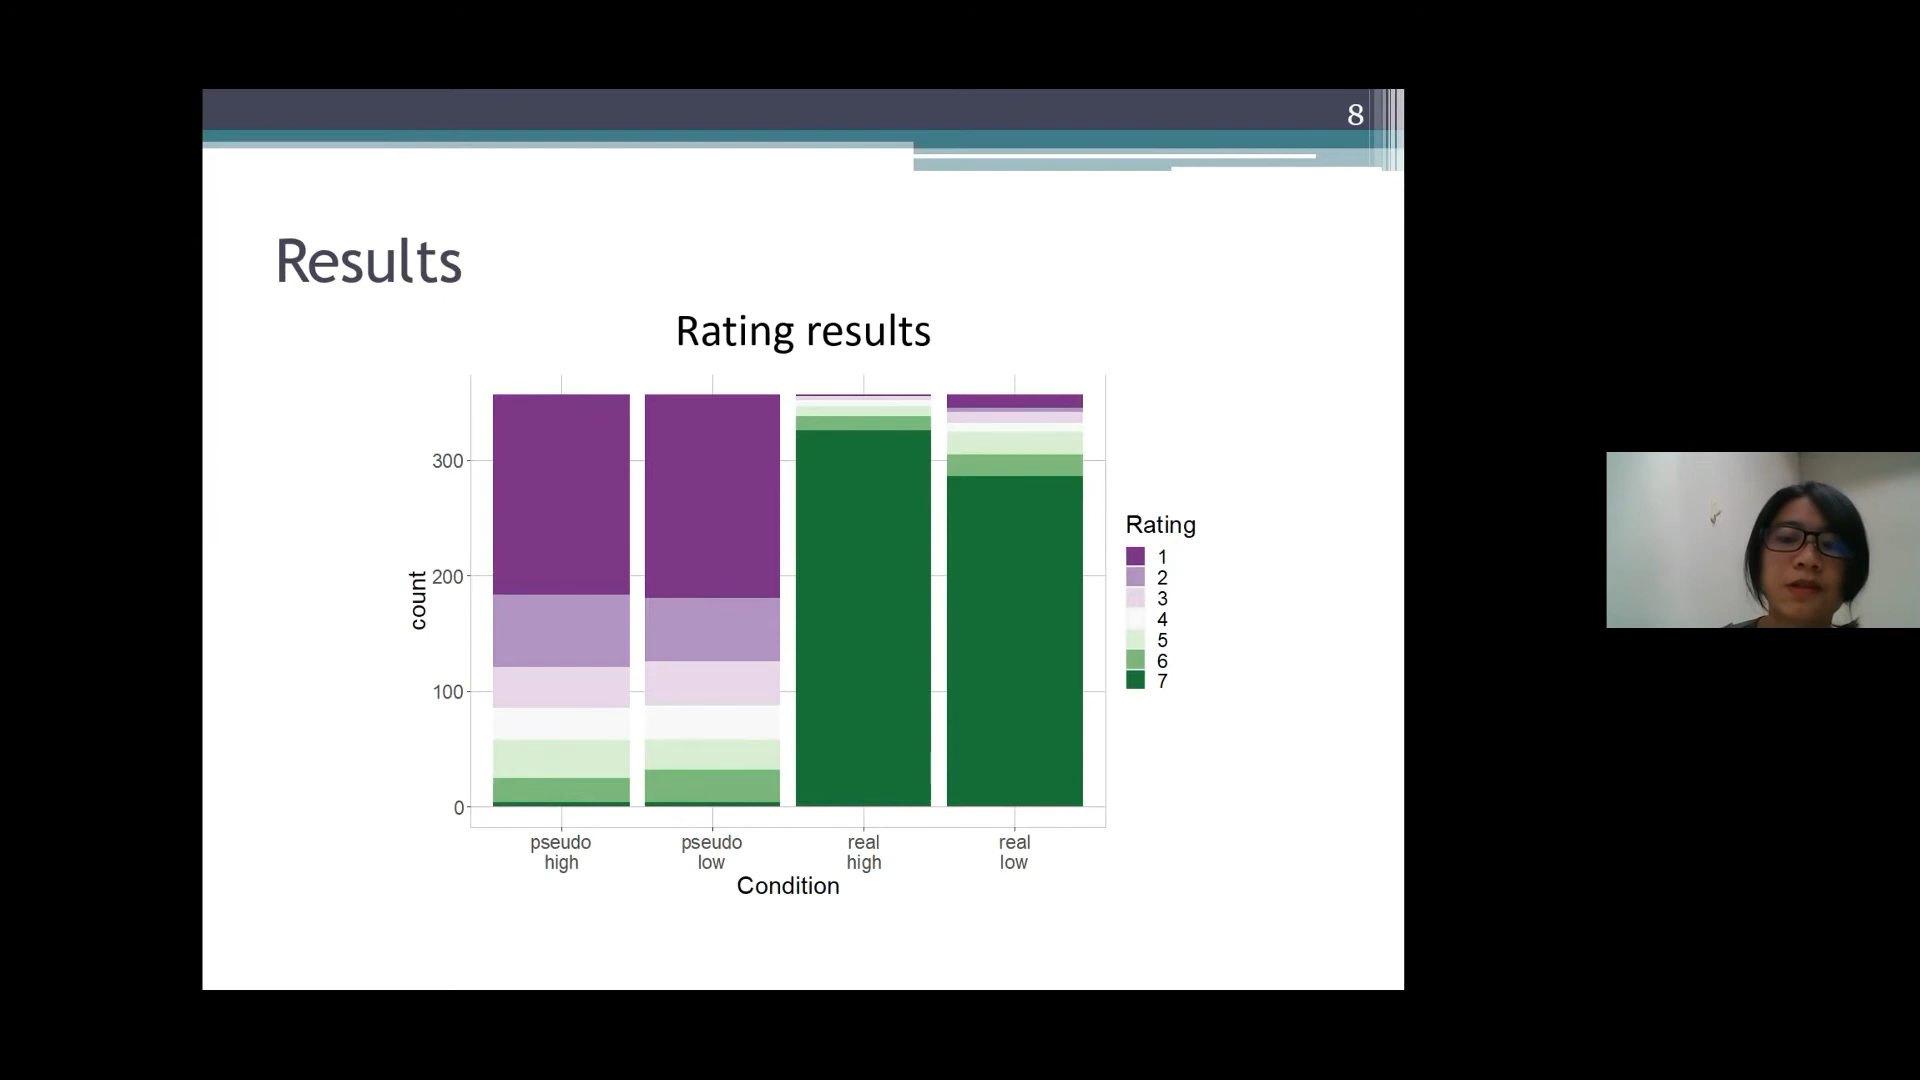 8
Results
Rating results
count
300
200
100
0
pseudo
high
pseudo
low
real
high
real
low
Condition
Rating
1
2
3
4
5
6
7